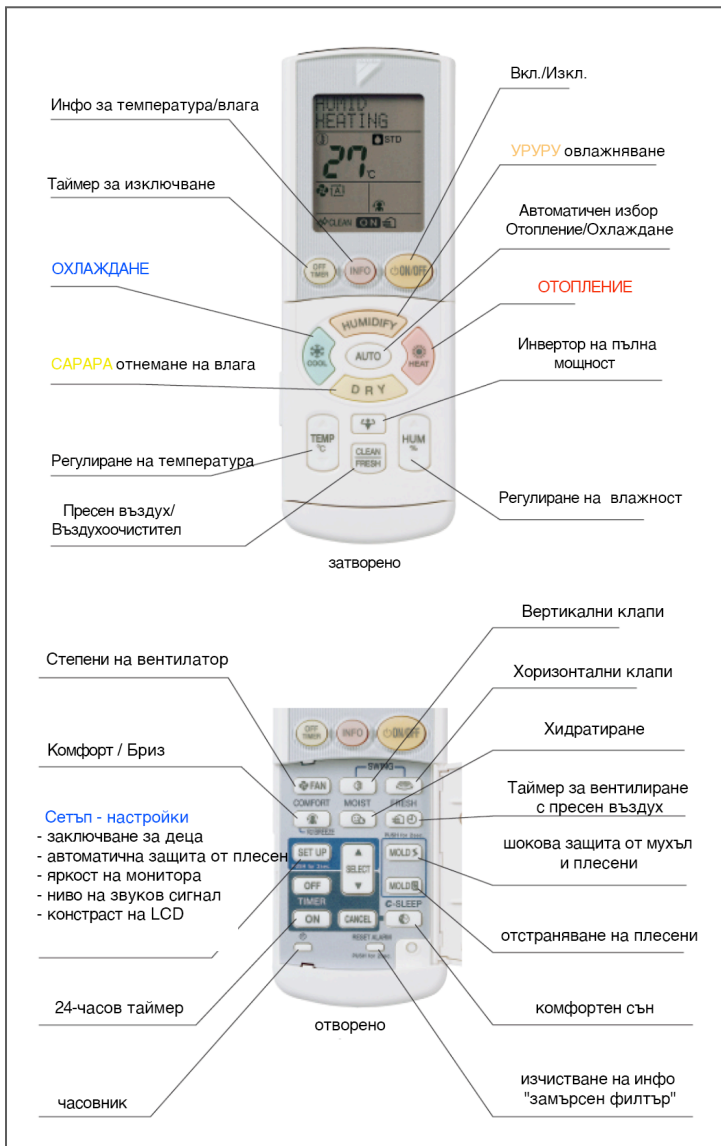 Вкл./Изкл.
Инфо за температура/влага
HUMID
HEATING
STD
27°C
A
CLEAN ON
УРУРУ овлажняване
Таймер за изключване
Автоматичен избор
Отопление/Охлаждане
OFF
TIMER
INFO
ON/OFF
ОХЛАЖДАНЕ
ОТОПЛЕНИЕ
HUMIDIFY
COOL
AUTO
HEAT
DRY
Инвертор на пълна
мощност
САРАРА отнемане на влага
TEMP
°C
HUM
%
CLEAN
FRESH
Регулиране на температура
Регулиране на влажност
Пресен въздух/
Въздухоочистител
затворено
Вертикални клапи
Степени на вентилатор
Хоризонтални клапи
Хидратиране
OFF
TIMER
INFO
ON/OFF
Комфорт / Бриз
SWING
FAN
COMFORT
MOIST
FRESH
Таймер за вентилиране
с пресен въздух
Сетъп - настройки
- заключване за деца
- автоматична защита от плесен
- яркост на монитора
- ниво на звуков сигнал
- констраст на LCD
SET UP
SELECT
MOLD
OFF
TIMER
MOLD
C-SLEEP
ON
CANCEL
RESET ALARM
шокова защита от мухъл
и плесени
отстраняване на плесени
24-часов таймер
комфортен сън
отворено
часовник
изчистване на инфо
"замърсен филтър"